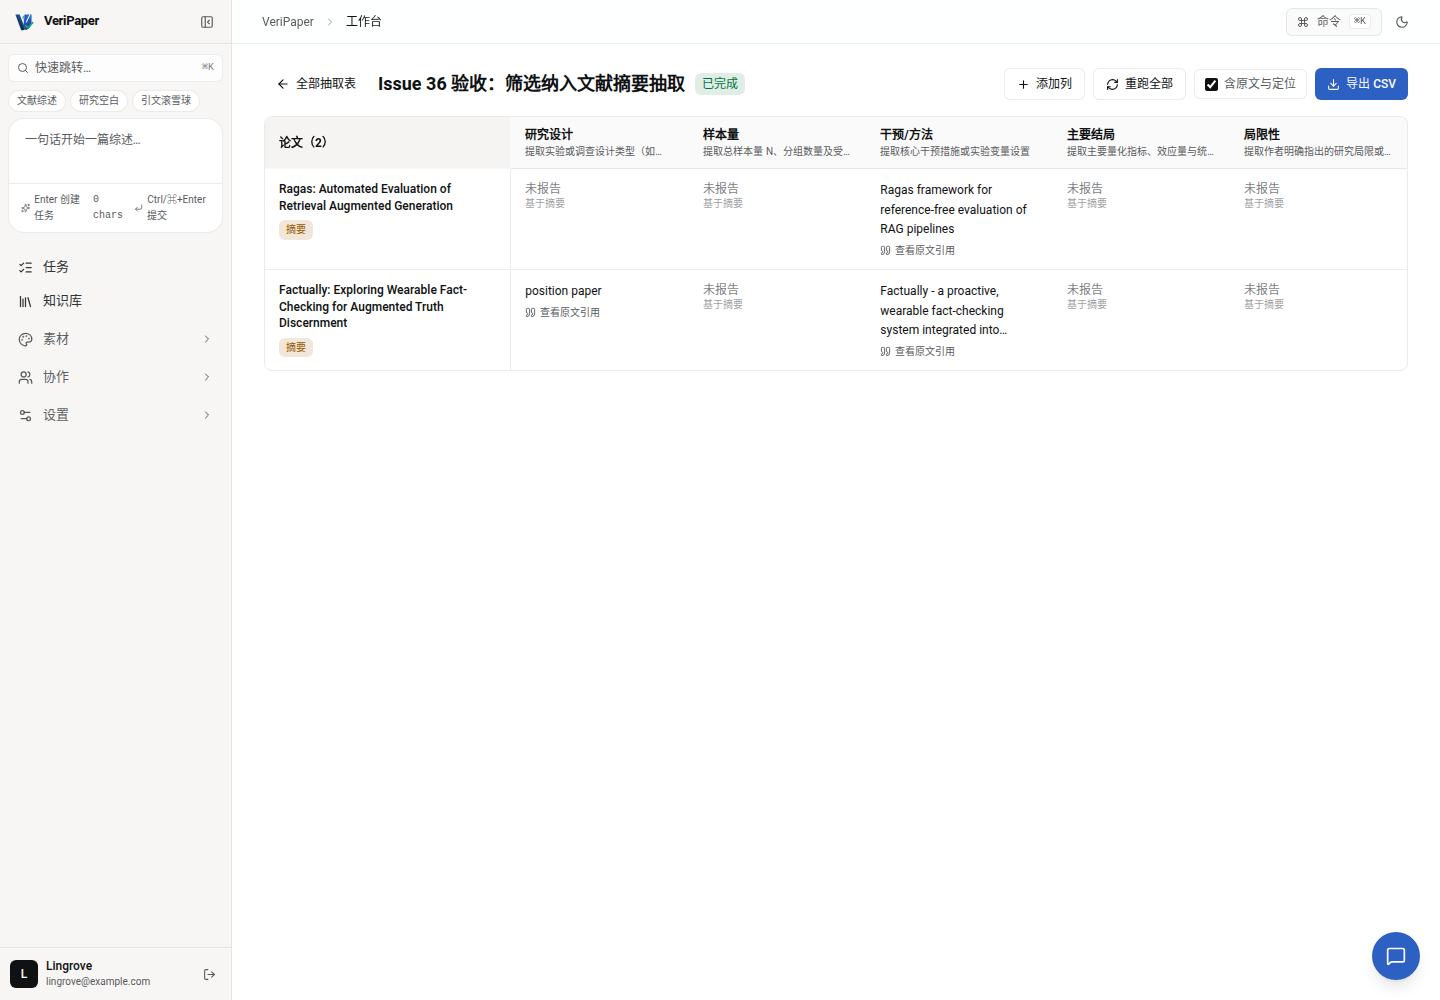 VeriPaper
快速跳转...
⌘K
文献综述
研究空白
引文滚雪球
一句话开始一篇综述...
Enter 创建任务
0 chars
Ctrl/⌘+Enter 提交
任务
知识库
素材
协作
设置
L
Lingrove
lingrove@example.com
VeriPaper
工作台
命令
⌘K
全部抽取表
Issue 36 验收：筛选纳入文献摘要抽取
已完成
添加列
重跑全部
含原文与定位
导出 CSV
论文（2）
研究设计
提取实验或调查设计类型（如...
样本量
提取总样本量 N、分组数量及受...
干预/方法
提取核心干预措施或实验变量设置
主要结局
提取主要量化指标、效应量与统...
局限性
提取作者明确指出的研究局限或...
Ragas: Automated Evaluation of
Retrieval Augmented Generation
摘要
未报告
基于摘要
未报告
基于摘要
Ragas framework for
reference-free evaluation of
RAG pipelines
查看原文引用
未报告
基于摘要
未报告
基于摘要
Factually: Exploring Wearable Fact-
Checking for Augmented Truth
Discernment
摘要
position paper
查看原文引用
未报告
基于摘要
Factually - a proactive,
wearable fact-checking
system integrated into...
查看原文引用
未报告
基于摘要
未报告
基于摘要